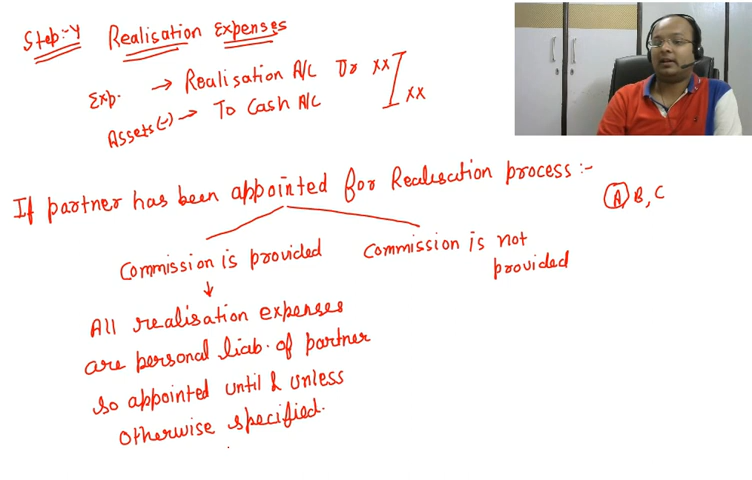 Step:-4 Realisation Expenses
Exp. → Realisation A/C Dr xx
Assets(-) → To Cash A/C xx
If partner has been appointed for Realisation process :-
(A) B, C
Commission is provided
Commission is not provided
↓
All realisation expenses
are personal liab. of partner
so appointed until & unless
otherwise specified.